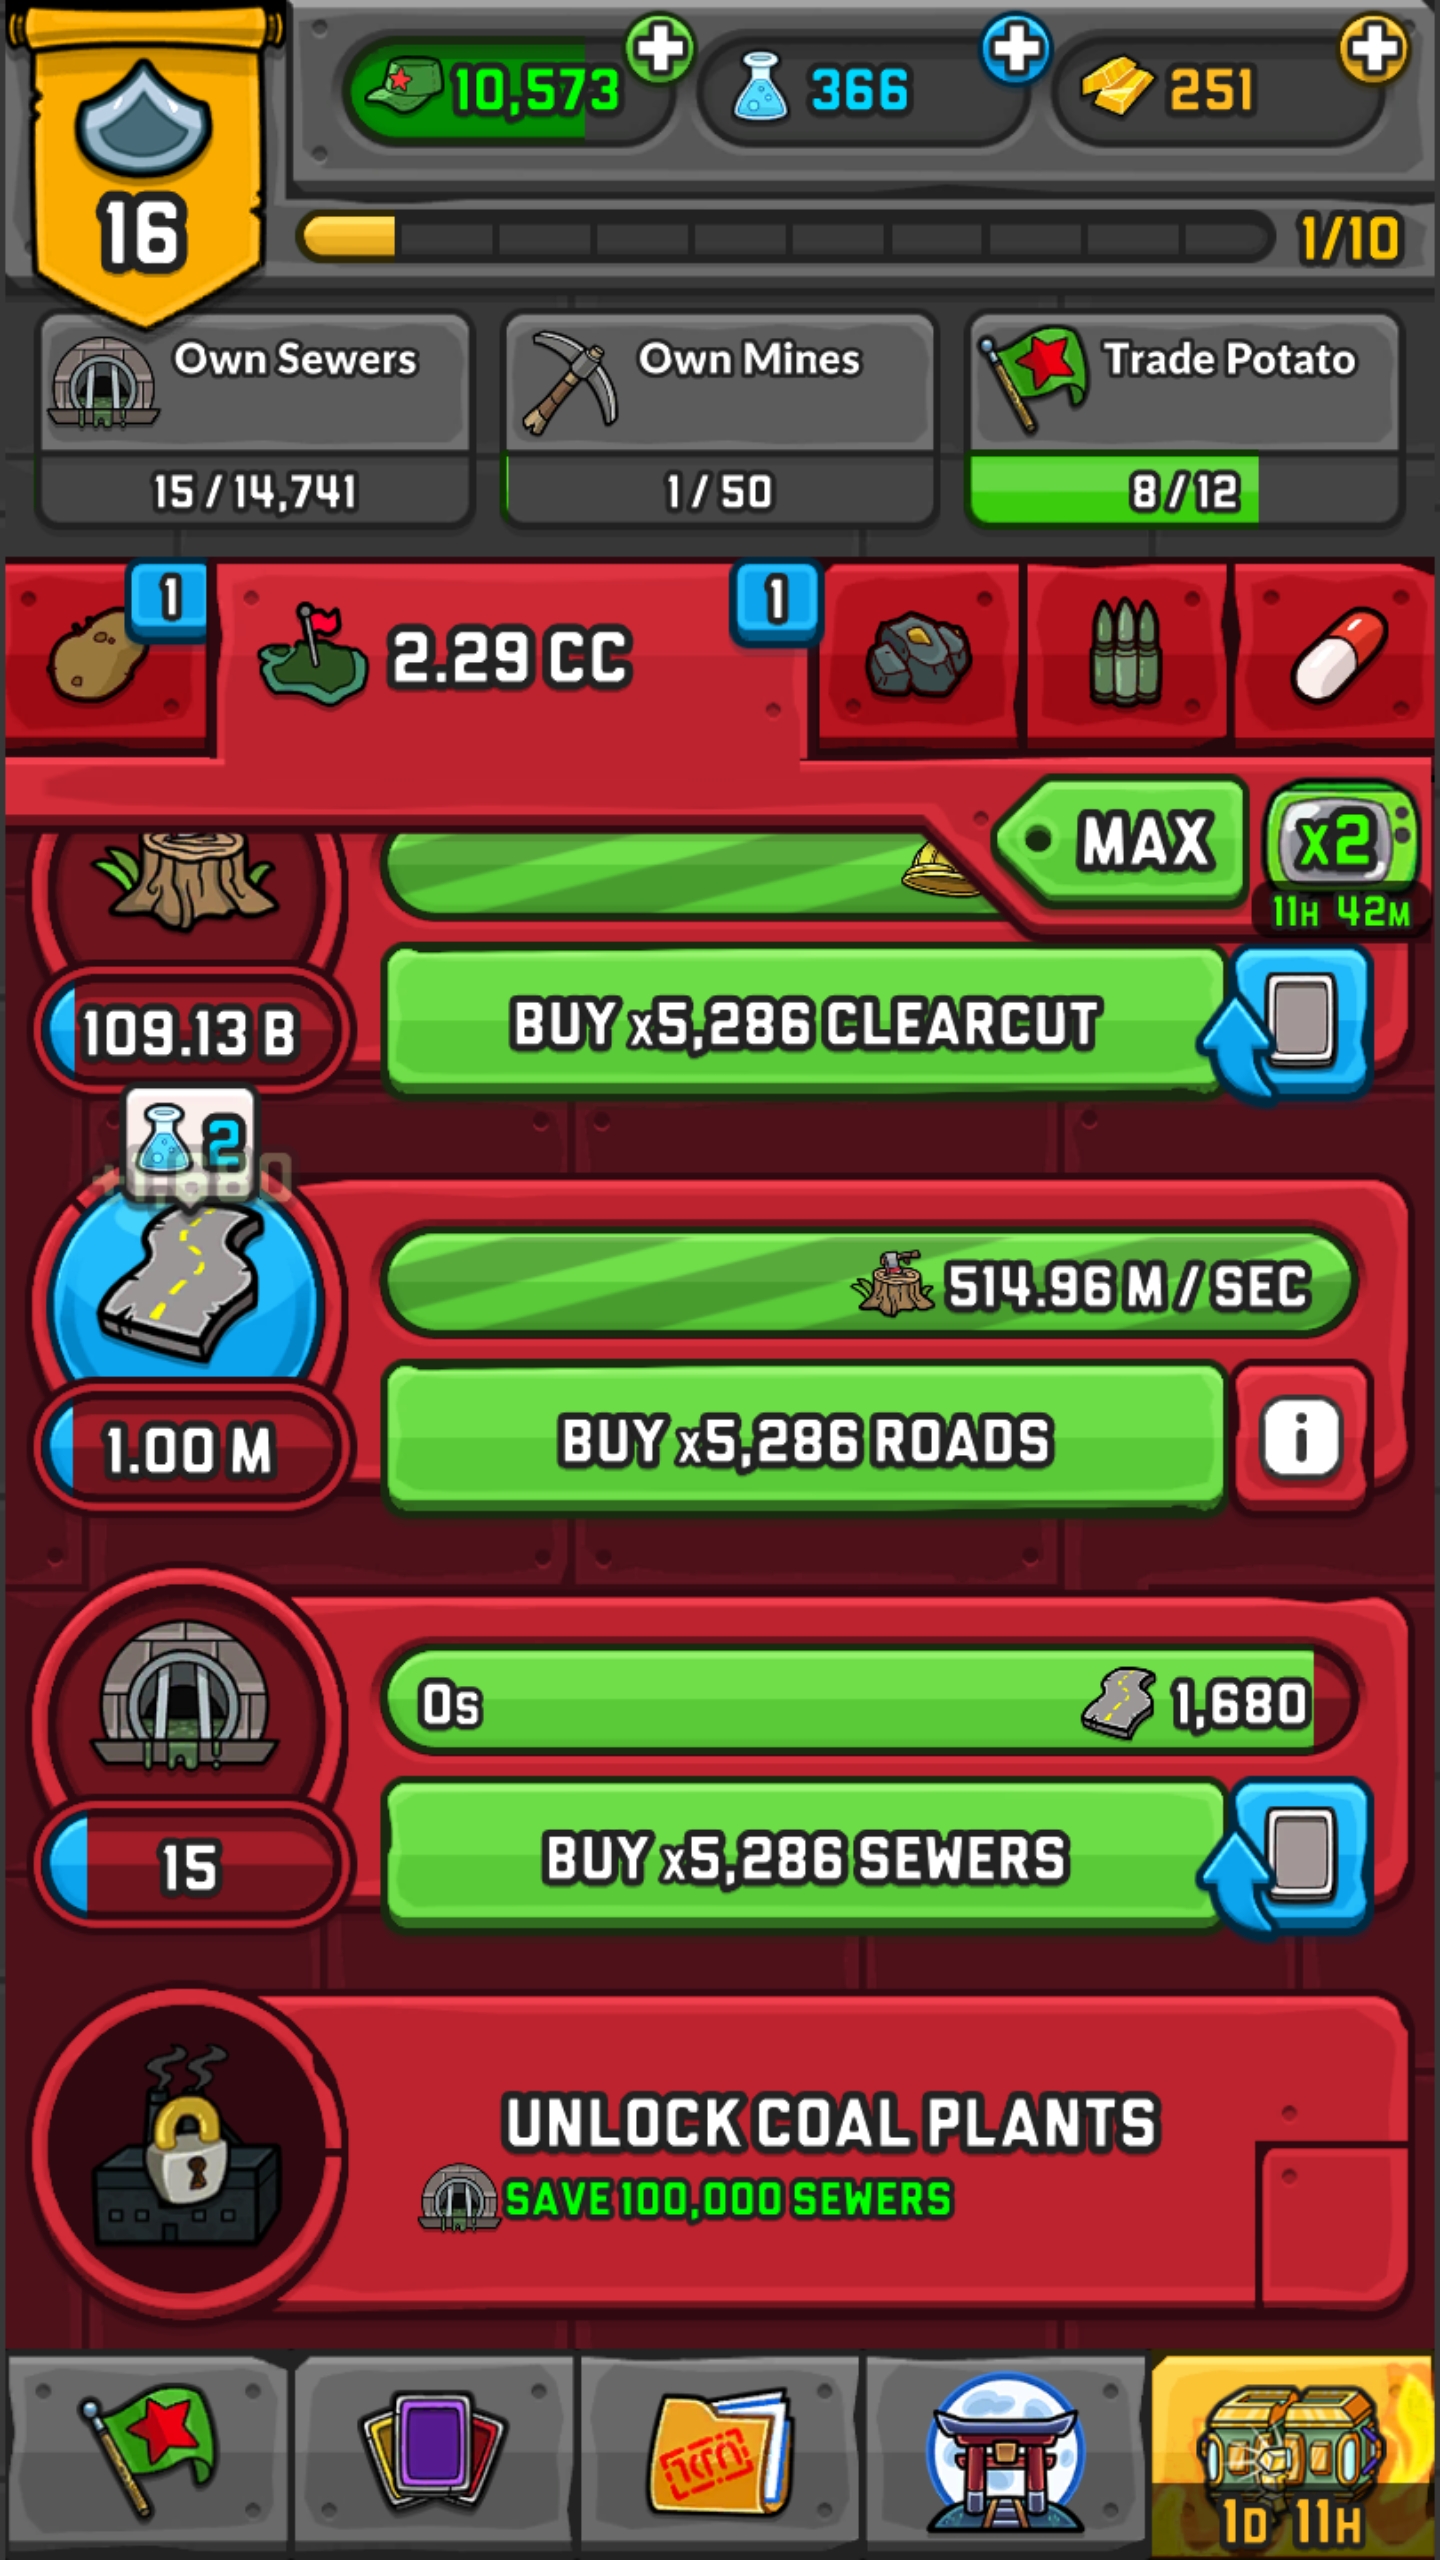 10,573
366
251
16
1/10
Own Sewers
Own Mines
Trade Potato
15/14,741
1/50
8/12
1
2.29 CC
1
MAX
x2
11H 42M
109.13 B
BUY x5,286 CLEARCUT
2
+1,680
514.96 M / SEC
1.00 M
BUY x5,286 ROADS
i
0s
1,680
15
BUY x5,286 SEWERS
UNLOCK COAL PLANTS
SAVE 100,000 SEWERS
1D 11H